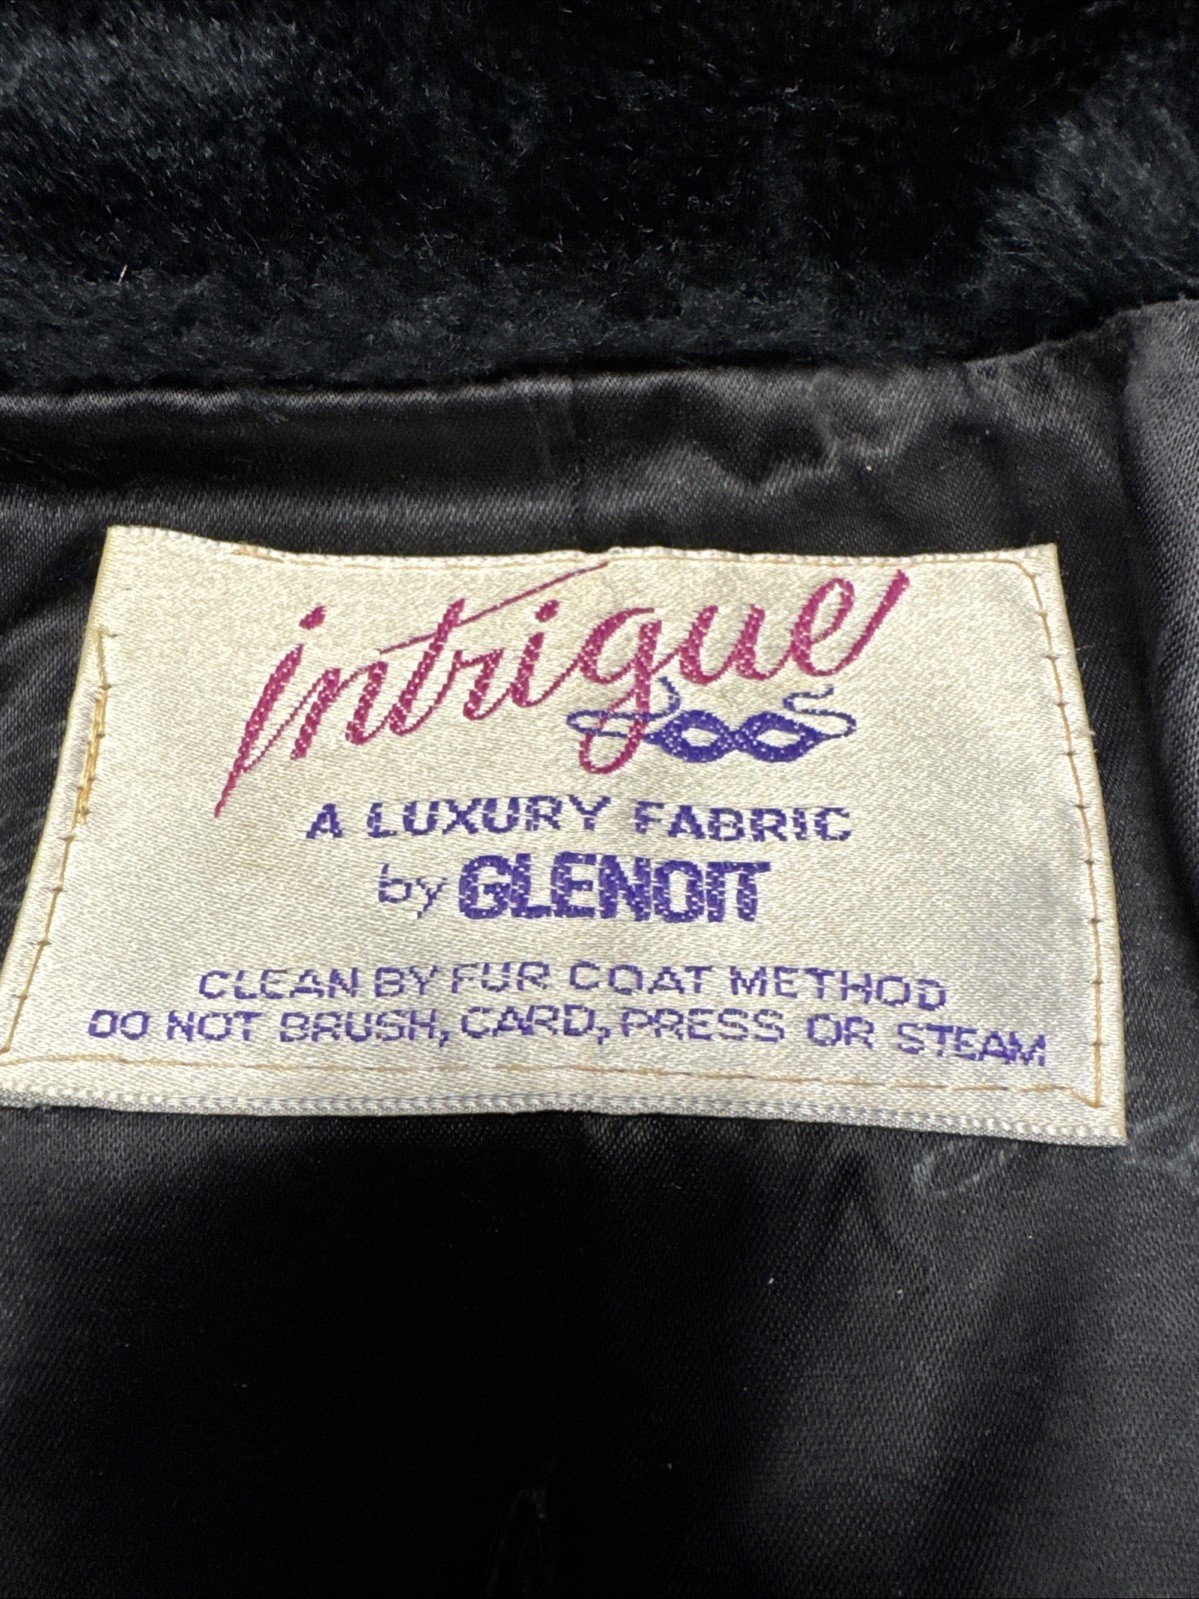 intrigue
A LUXURY FABRIC
by GLENOIT
CLEAN BY FUR COAT METHOD
DO NOT BRUSH, CARD, PRESS OR STEAM